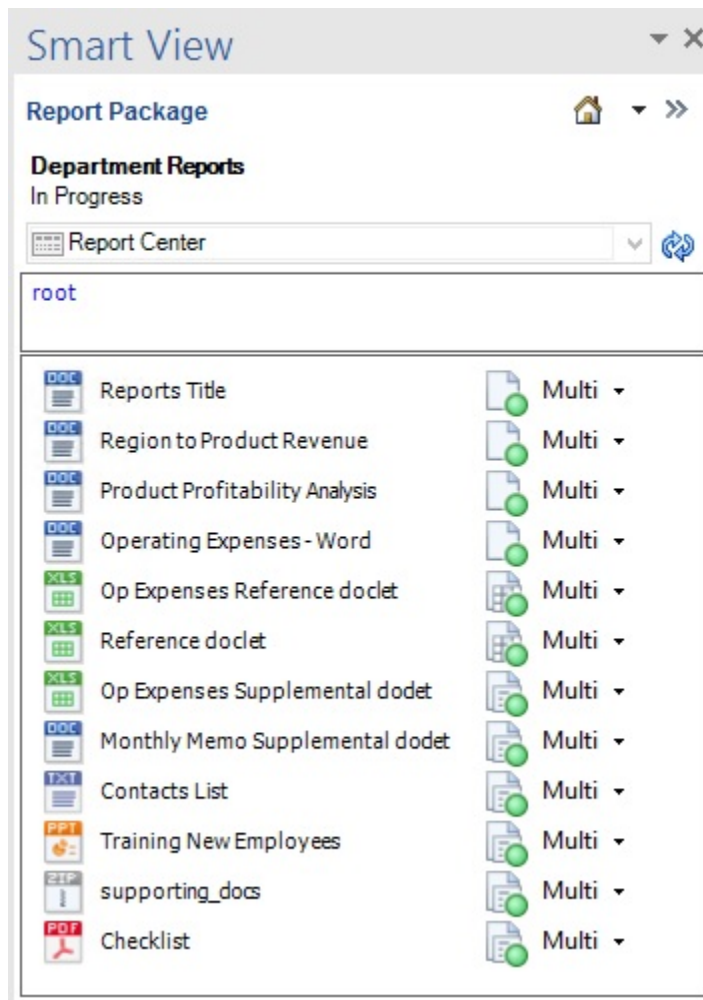 Smart View
Report Package
Department Reports
In Progress
Report Center
root
DOC Reports Title Multi
DOC Region to Product Revenue Multi
DOC Product Profitability Analysis Multi
DOC Operating Expenses - Word Multi
XLS Op Expenses Reference doclet Multi
XLS Reference doclet Multi
XLS Op Expenses Supplemental dodet Multi
DOC Monthly Memo Supplemental dodet Multi
TXT Contacts List Multi
PPT Training New Employees Multi
ZIP supporting_docs Multi
PDF Checklist Multi